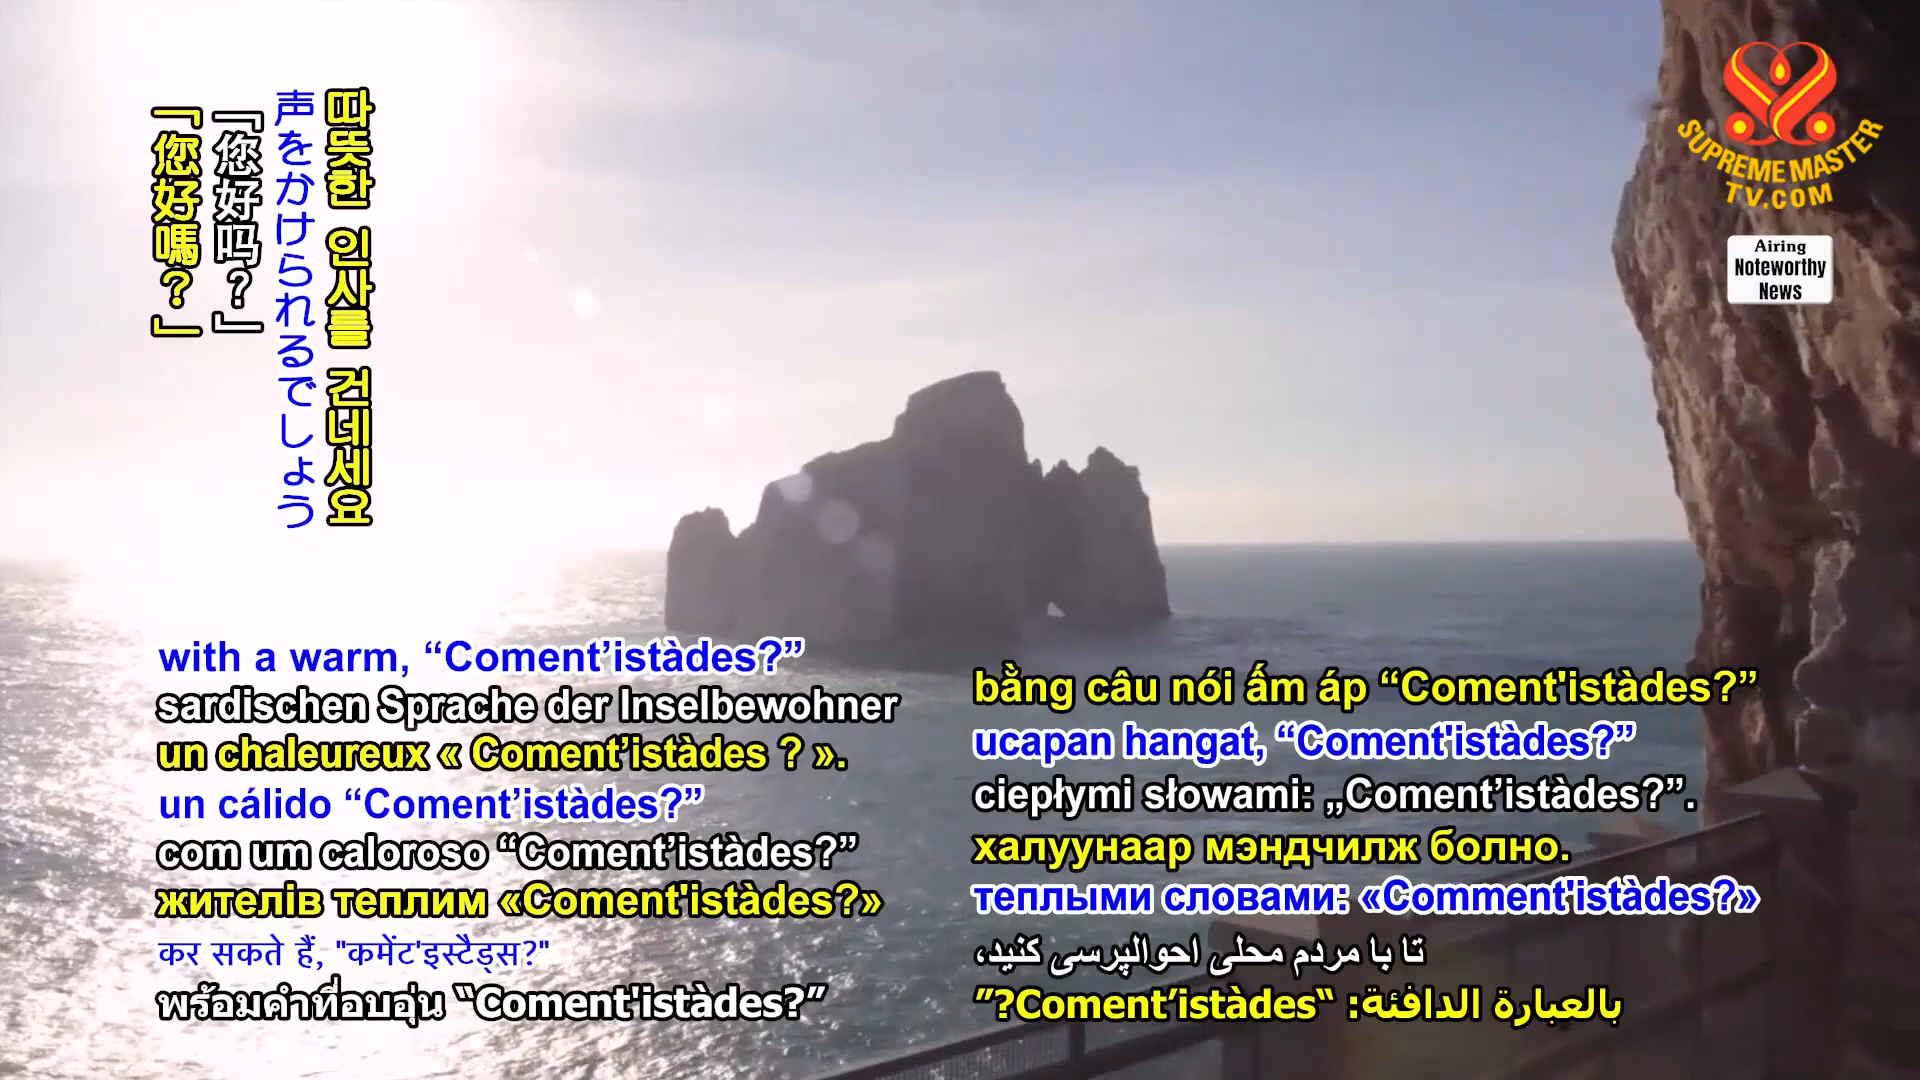 따뜻한 인사를 건네세요
声をかけられるでしょう
「您好吗？」
「您好嗎？」
SUPREME MASTER
TV.COM
Airing
Noteworthy
News
with a warm, “Coment’istàdes?”
sardischen Sprache der Inselbewohner
un chaleureux « Coment’istàdes ? ».
un cálido “Coment’istàdes?”
com um caloroso “Coment’istàdes?”
жителів теплим «Coment'istàdes?»
कर सकते हैं, "कमेंट'इस्टैड्स?"
พร้อมคำที่อบอุ่น “Coment'istàdes?”
bằng câu nói ấm áp “Coment'istàdes?”
ucapan hangat, “Coment'istàdes?”
ciepłymi słowami: „Coment’istàdes?”.
халуунаар мэндчилж болно.
теплыми словами: «Comment'istàdes?»
تا با مردم محلی احوالپرسی کنید،
بالعبارة الدافئة: “Coment’istàdes?”